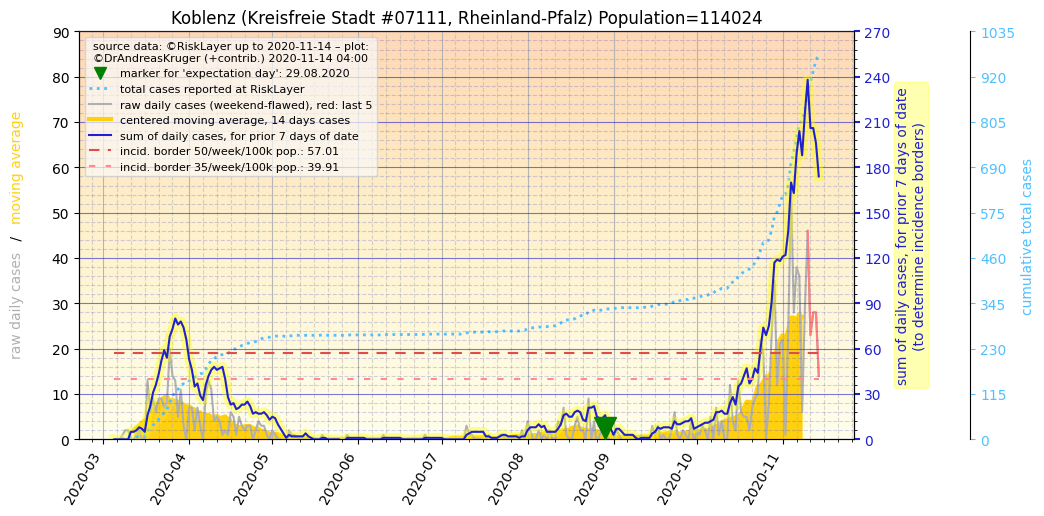 Koblenz (Kreisfreie Stadt #07111, Rheinland-Pfalz) Population=114024
source data: ©RiskLayer up to 2020-11-14 – plot:
©DrAndreasKruger (+contrib.) 2020-11-14 04:00
marker for 'expectation day': 29.08.2020
total cases reported at RiskLayer
raw daily cases (weekend-flawed), red: last 5
centered moving average, 14 days cases
sum of daily cases, for prior 7 days of date
incid. border 50/week/100k pop.: 57.01
incid. border 35/week/100k pop.: 39.91
raw daily cases / moving average
90
80
70
60
50
40
30
20
10
0
270
240
210
180
150
120
90
60
30
0
sum of daily cases, for prior 7 days of date
(to determine incidence borders)
1035
920
805
690
575
460
345
230
115
0
cumulative total cases
2020-03
2020-04
2020-05
2020-06
2020-07
2020-08
2020-09
2020-10
2020-11